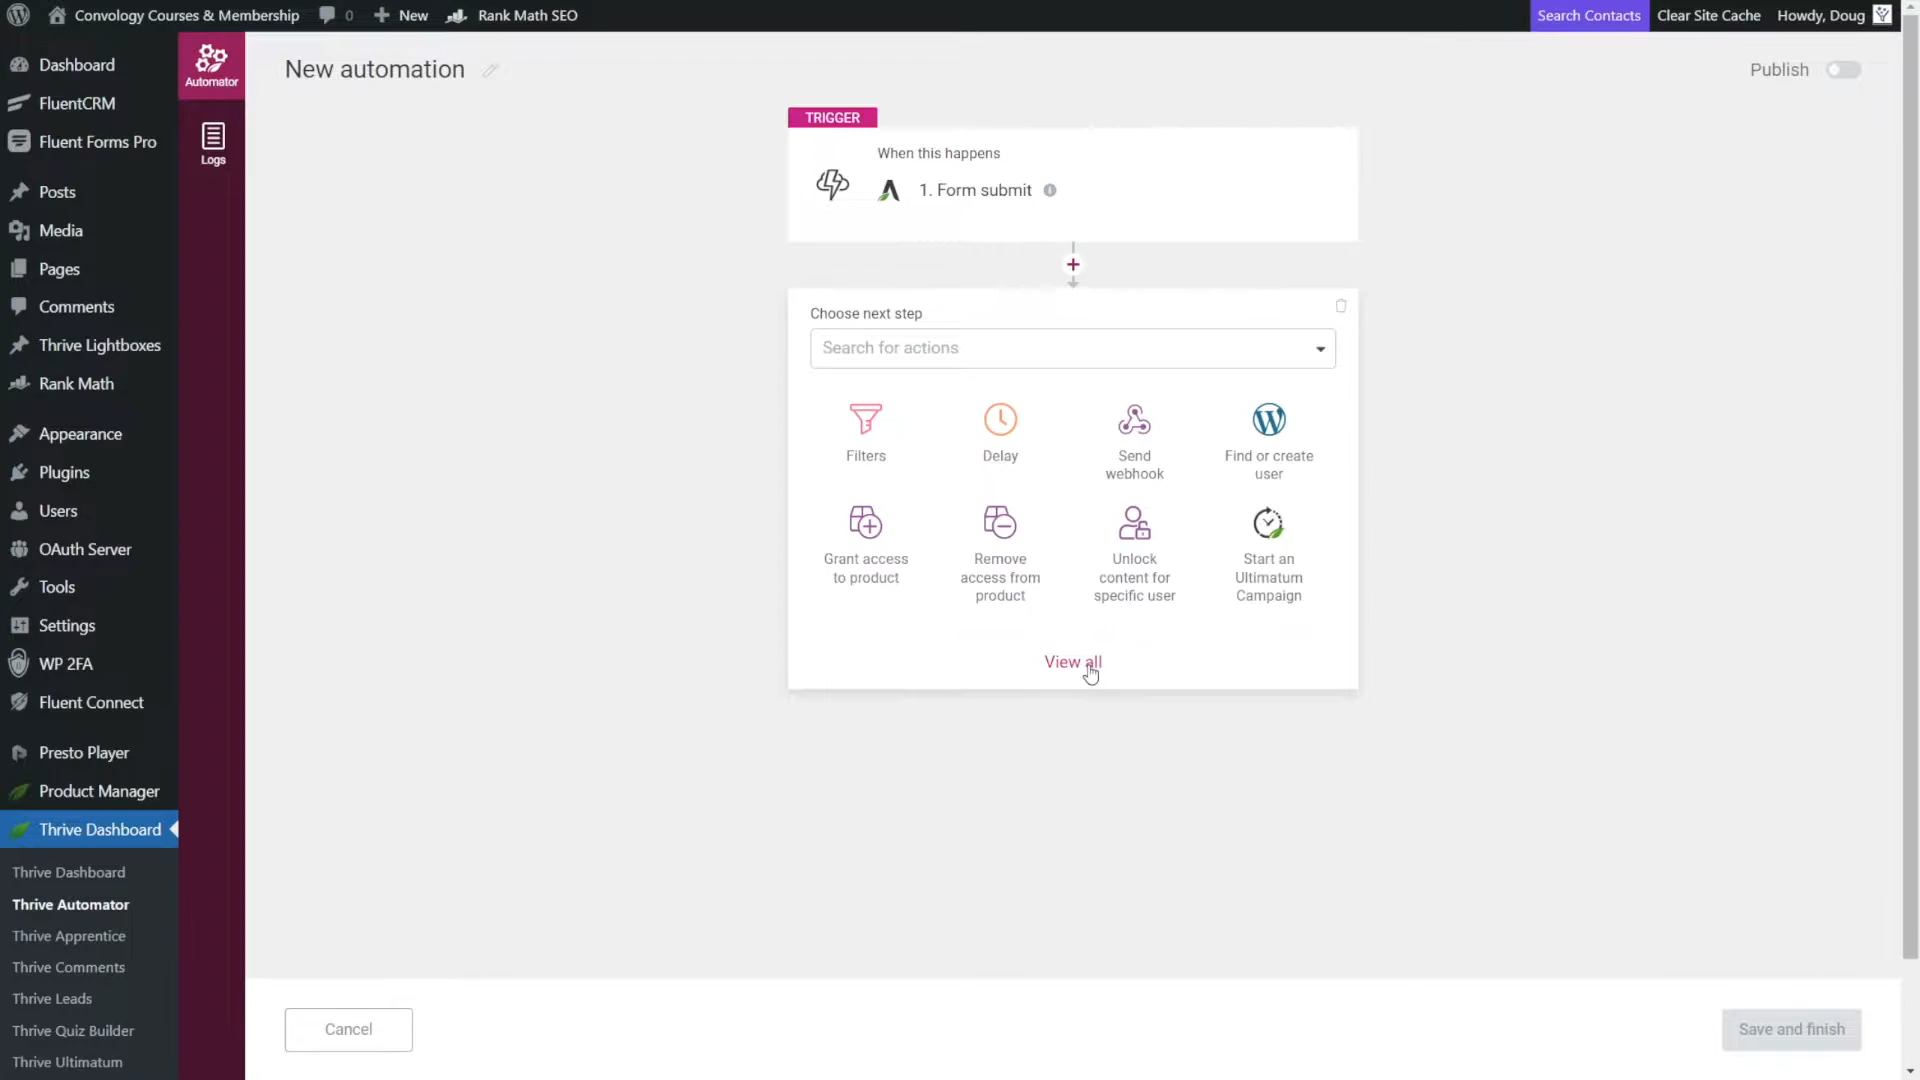 Convology Courses & Membership
0
New
Rank Math SEO
Search Contacts
Clear Site Cache
Howdy, Doug
Dashboard
FluentCRM
Fluent Forms Pro
Posts
Media
Pages
Comments
Thrive Lightboxes
Rank Math
Appearance
Plugins
Users
OAuth Server
Tools
Settings
WP 2FA
Fluent Connect
Presto Player
Product Manager
Thrive Dashboard
Thrive Dashboard
Thrive Automator
Thrive Apprentice
Thrive Comments
Thrive Leads
Thrive Quiz Builder
Thrive Ultimatum
Automator
Logs
New automation
Publish
TRIGGER
When this happens
1. Form submit
Choose next step
Search for actions
Filters
Delay
Send
webhook
Find or create
user
Grant access
to product
Remove
access from
product
Unlock
content for
specific user
Start an
Ultimatum
Campaign
View all
Cancel
Save and finish